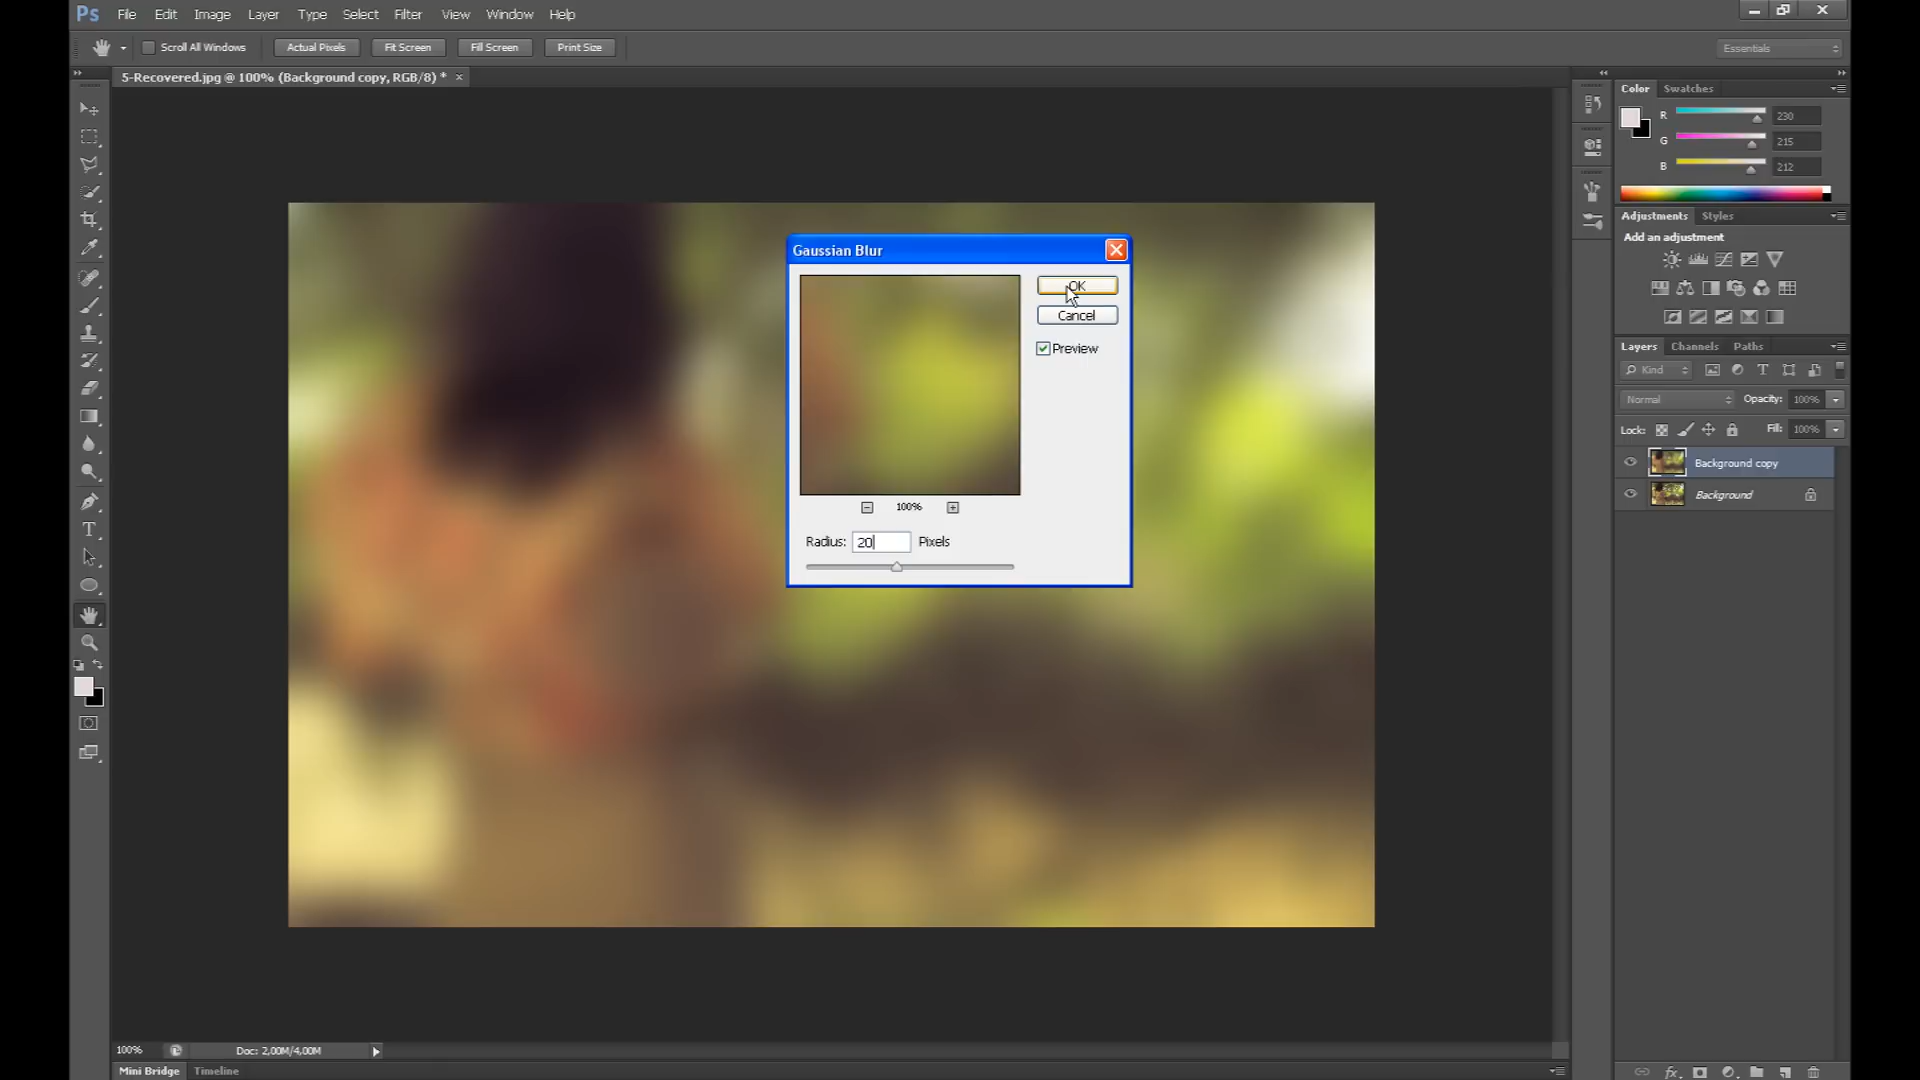 Ps File Edit Image Layer Type Select Filter View Window Help
Scroll All Windows Actual Pixels Fit Screen Fill Screen Print Size Essentials
5-Recovered.jpg @ 100% (Background copy, RGB/8) * ×
Color Swatches
R 230
G 215
B 212
Adjustments Styles
Add an adjustment
Gaussian Blur
OK
Cancel
Preview
100%
Radius: 20 Pixels
Layers Channels Paths
Kind
Normal Opacity: 100%
Lock: Fill: 100%
Background copy
Background
T
100% Doc: 2,00M/4,00M
Mini Bridge Timeline
fx